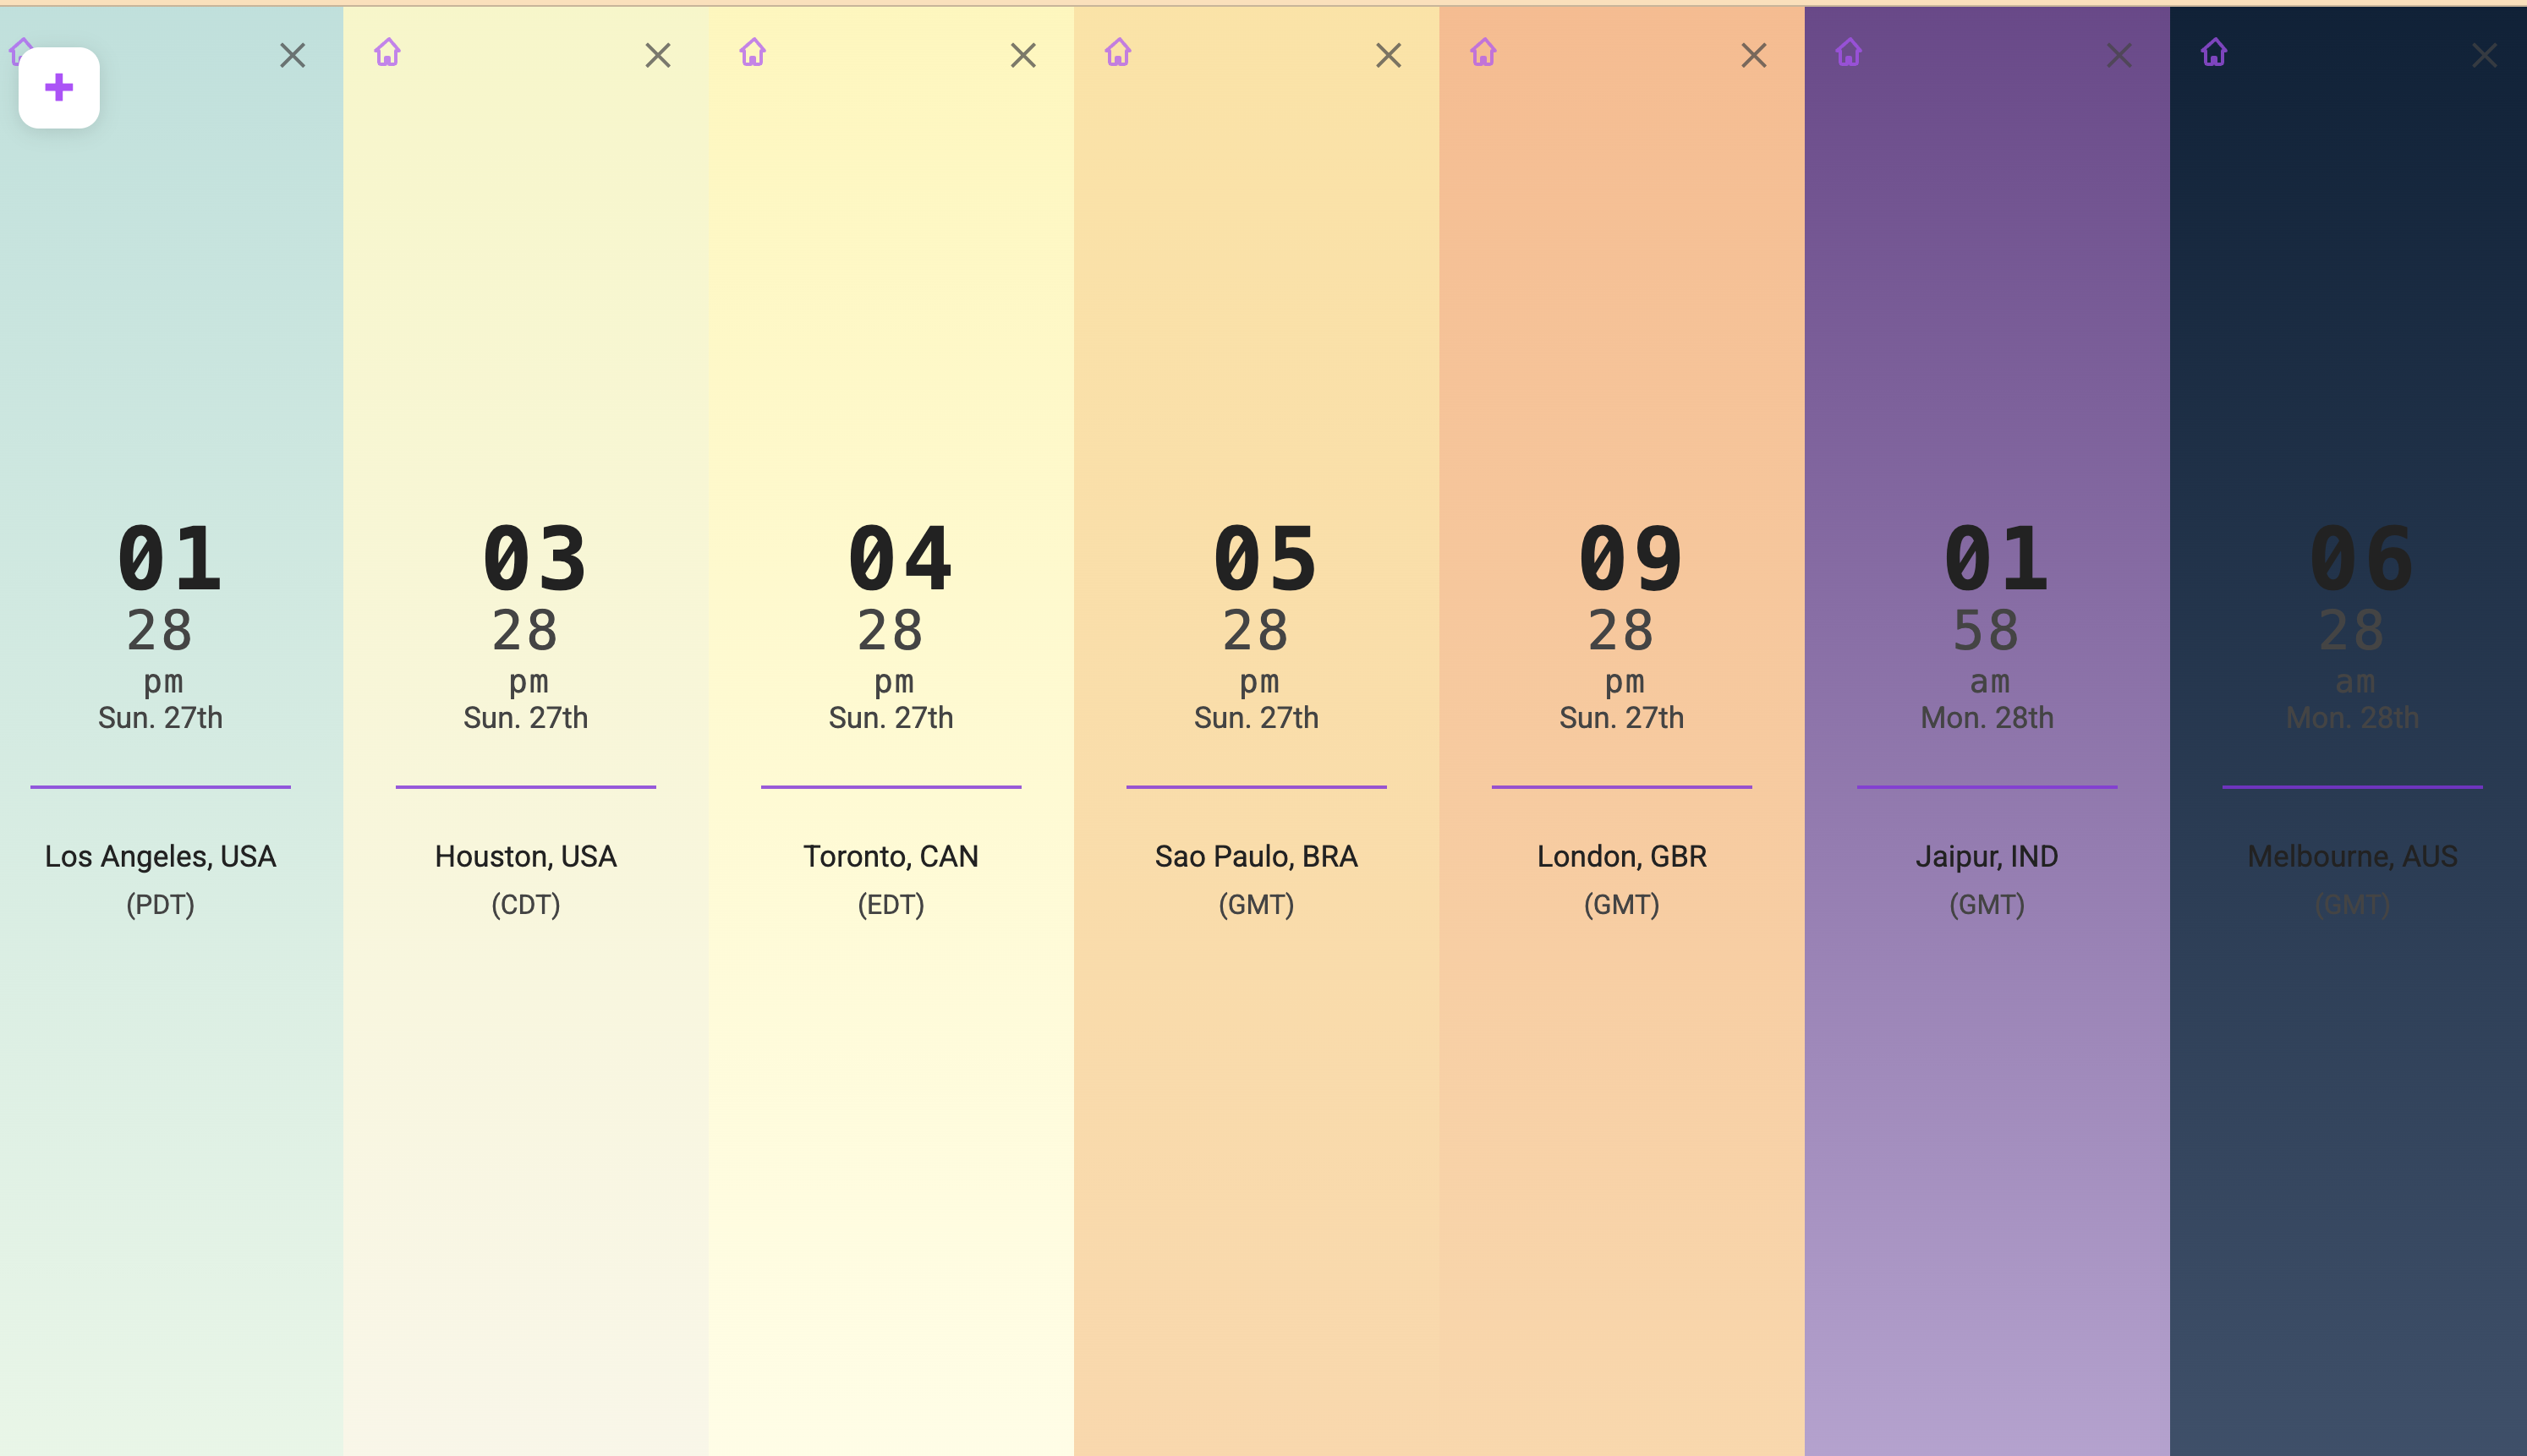 01
28
pm
Sun. 27th
Los Angeles, USA
(PDT)
03
28
pm
Sun. 27th
Houston, USA
(CDT)
04
28
pm
Sun. 27th
Toronto, CAN
(EDT)
05
28
pm
Sun. 27th
Sao Paulo, BRA
(GMT)
09
28
pm
Sun. 27th
London, GBR
(GMT)
01
58
am
Mon. 28th
Jaipur, IND
(GMT)
06
28
am
Mon. 28th
Melbourne, AUS
(GMT)